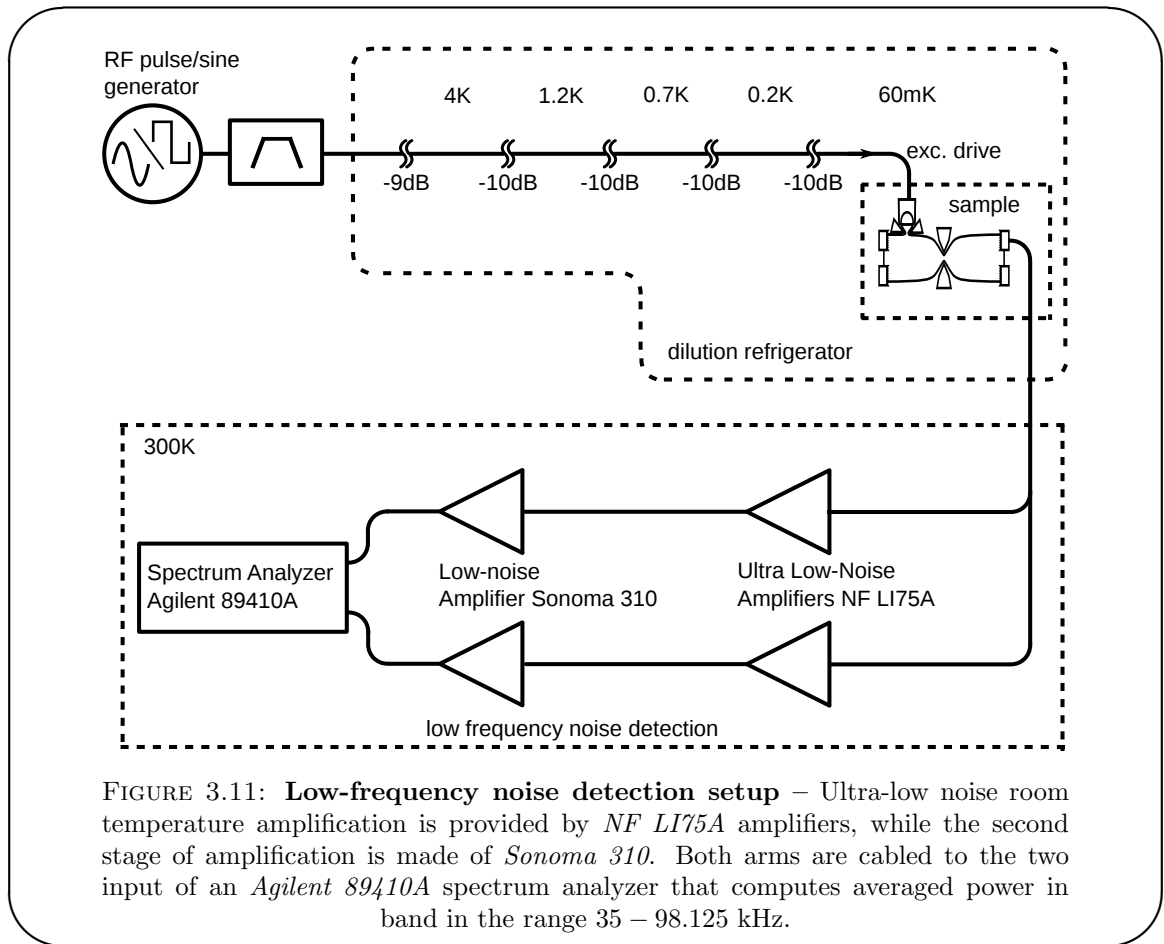 RF pulse/sine
generator
4K 1.2K 0.7K 0.2K 60mK
exc. drive
-9dB -10dB -10dB -10dB -10dB
sample
dilution refrigerator
300K
Spectrum Analyzer
Agilent 89410A
Low-noise
Amplifier Sonoma 310
Ultra Low-Noise
Amplifiers NF LI75A
low frequency noise detection
FIGURE 3.11: Low-frequency noise detection setup – Ultra-low noise room
temperature amplification is provided by NF LI75A amplifiers, while the second
stage of amplification is made of Sonoma 310. Both arms are cabled to the two
input of an Agilent 89410A spectrum analyzer that computes averaged power in
band in the range 35 – 98.125 kHz.